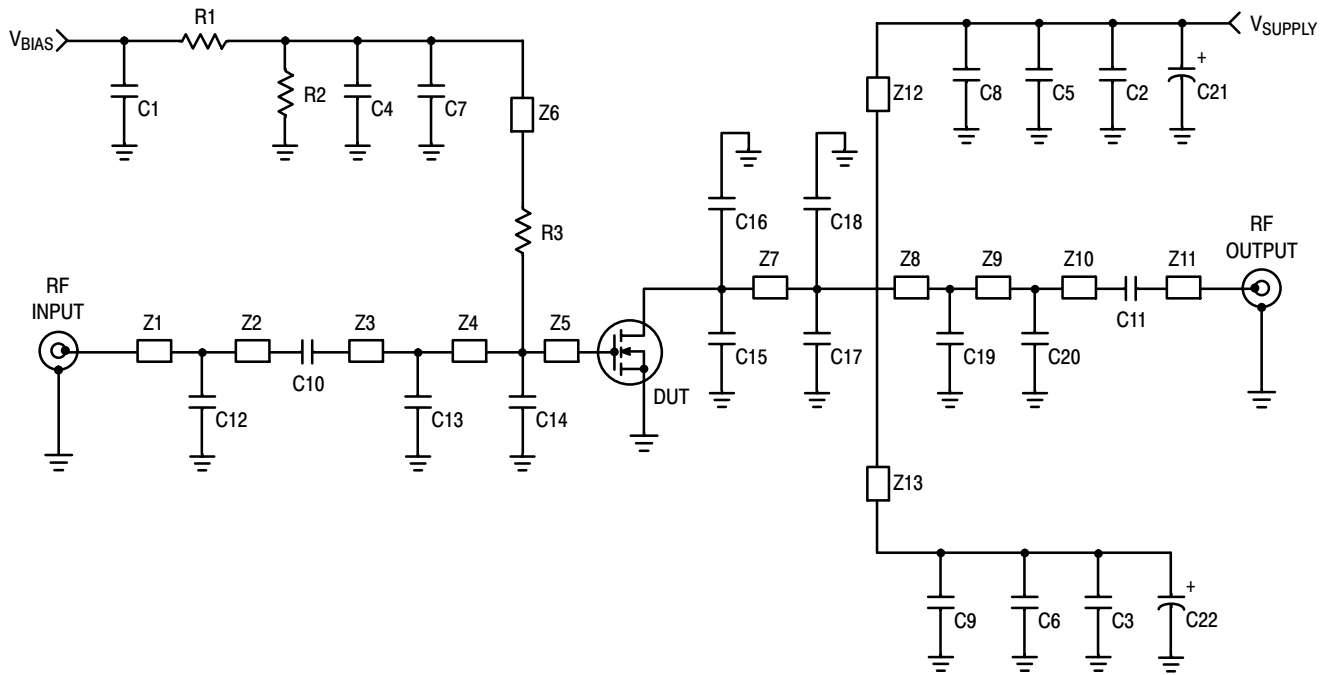 R1
V_BIAS
R2
C1
C4
C7
Z6
R3
V_SUPPLY
Z12
C8
C5
C2
+
C21
C16
C18
RF
OUTPUT
Z7
Z8
Z9
Z10
Z11
C11
C15
C17
C19
C20
RF
INPUT
Z1
Z2
Z3
Z4
Z5
C10
DUT
C12
C13
C14
Z13
C9
C6
C3
+
C22